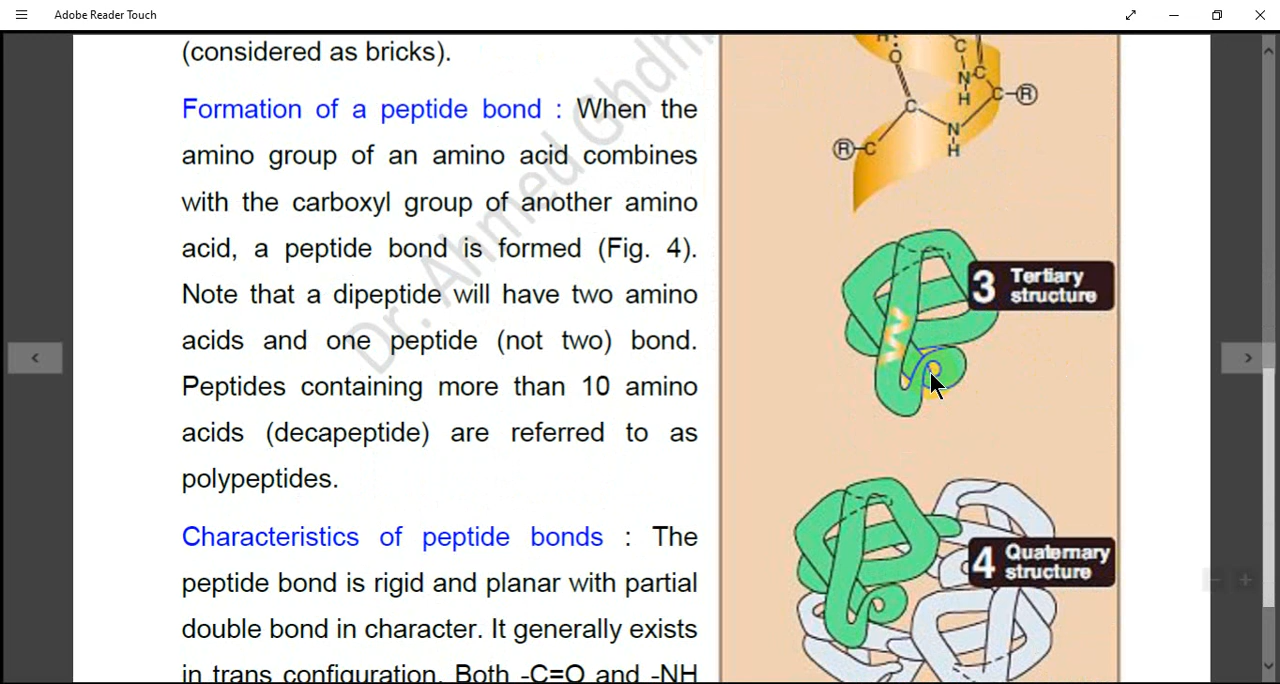 Adobe Reader Touch
(considered as bricks).
Formation of a peptide bond : When the
amino group of an amino acid combines
with the carboxyl group of another amino
acid, a peptide bond is formed (Fig. 4).
Note that a dipeptide will have two amino
acids and one peptide (not two) bond.
Peptides containing more than 10 amino
acids (decapeptide) are referred to as
polypeptides.
Characteristics of peptide bonds : The
peptide bond is rigid and planar with partial
double bond in character. It generally exists
in trans configuration. Both -C=O and -NH
Dr. Ahmed Ghdh
H
O
C
C
N
H
C
C
R
N
H
R
C
3 Tertiary
structure
4 Quaternary
structure